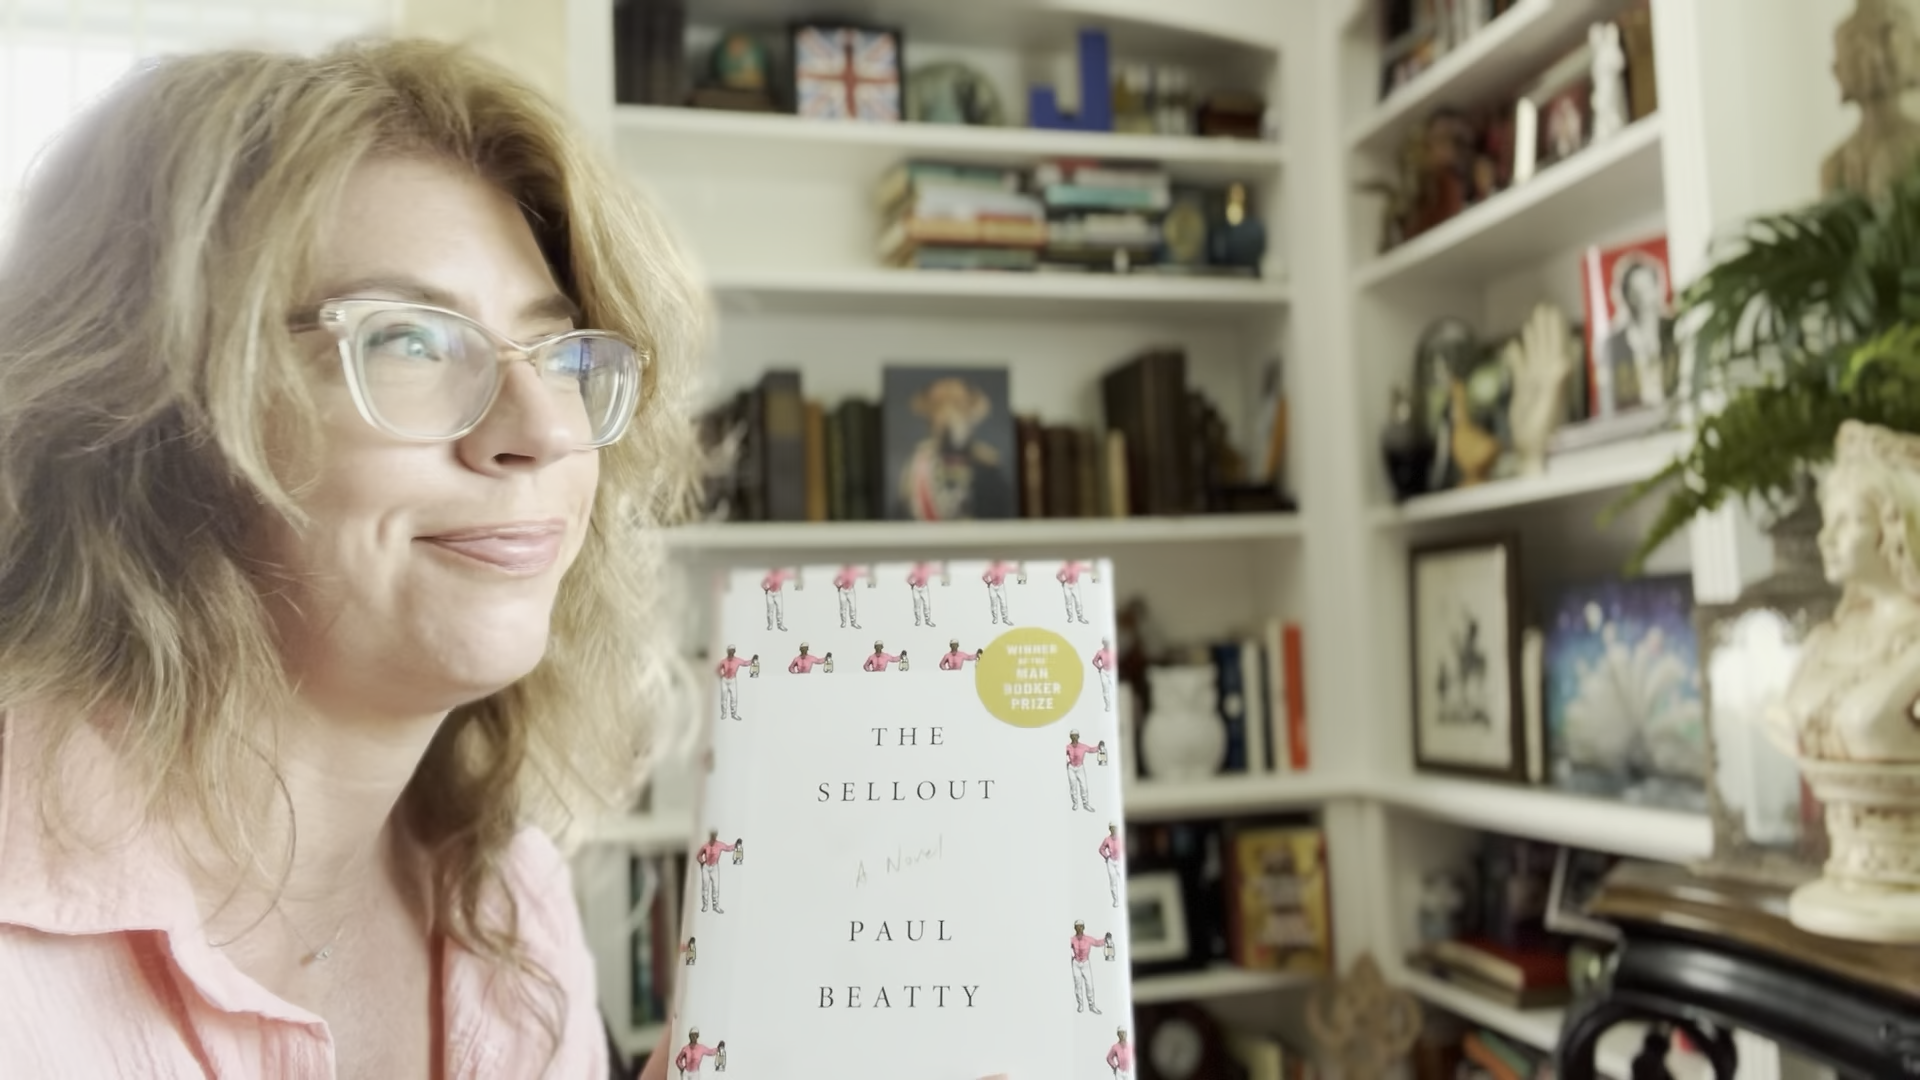 WINNER
OF THE
MAN
BOOKER
PRIZE
THE
SELLOUT
A Novel
PAUL
BEATTY